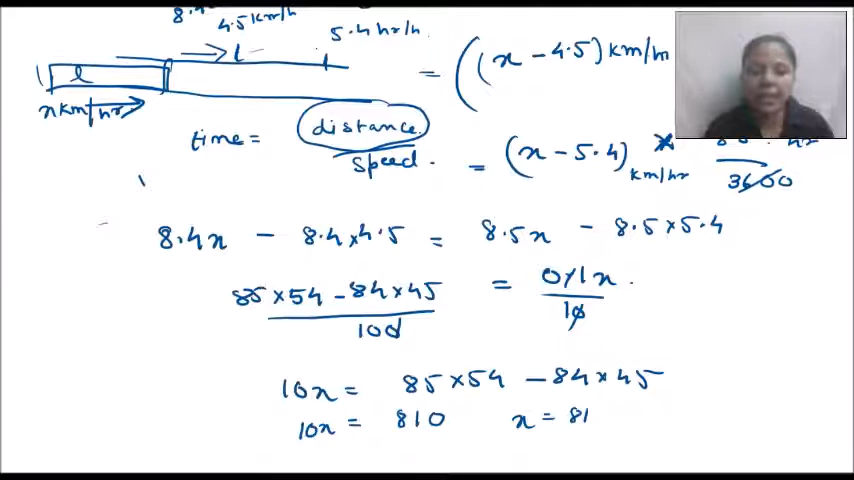 4.5 km/h
5.4 hr/h.
l
l
x km/hr
= ((x - 4.5) km/h
time = distance / speed.
= (x - 5.4) km/hr × / 3600
8.4x - 8.4×4.5 = 8.5x - 8.5×5.4
85×54 - 84×45 / 100 = 0.1x / 10
10x = 85×54 - 84×45
10x = 810 x = 81